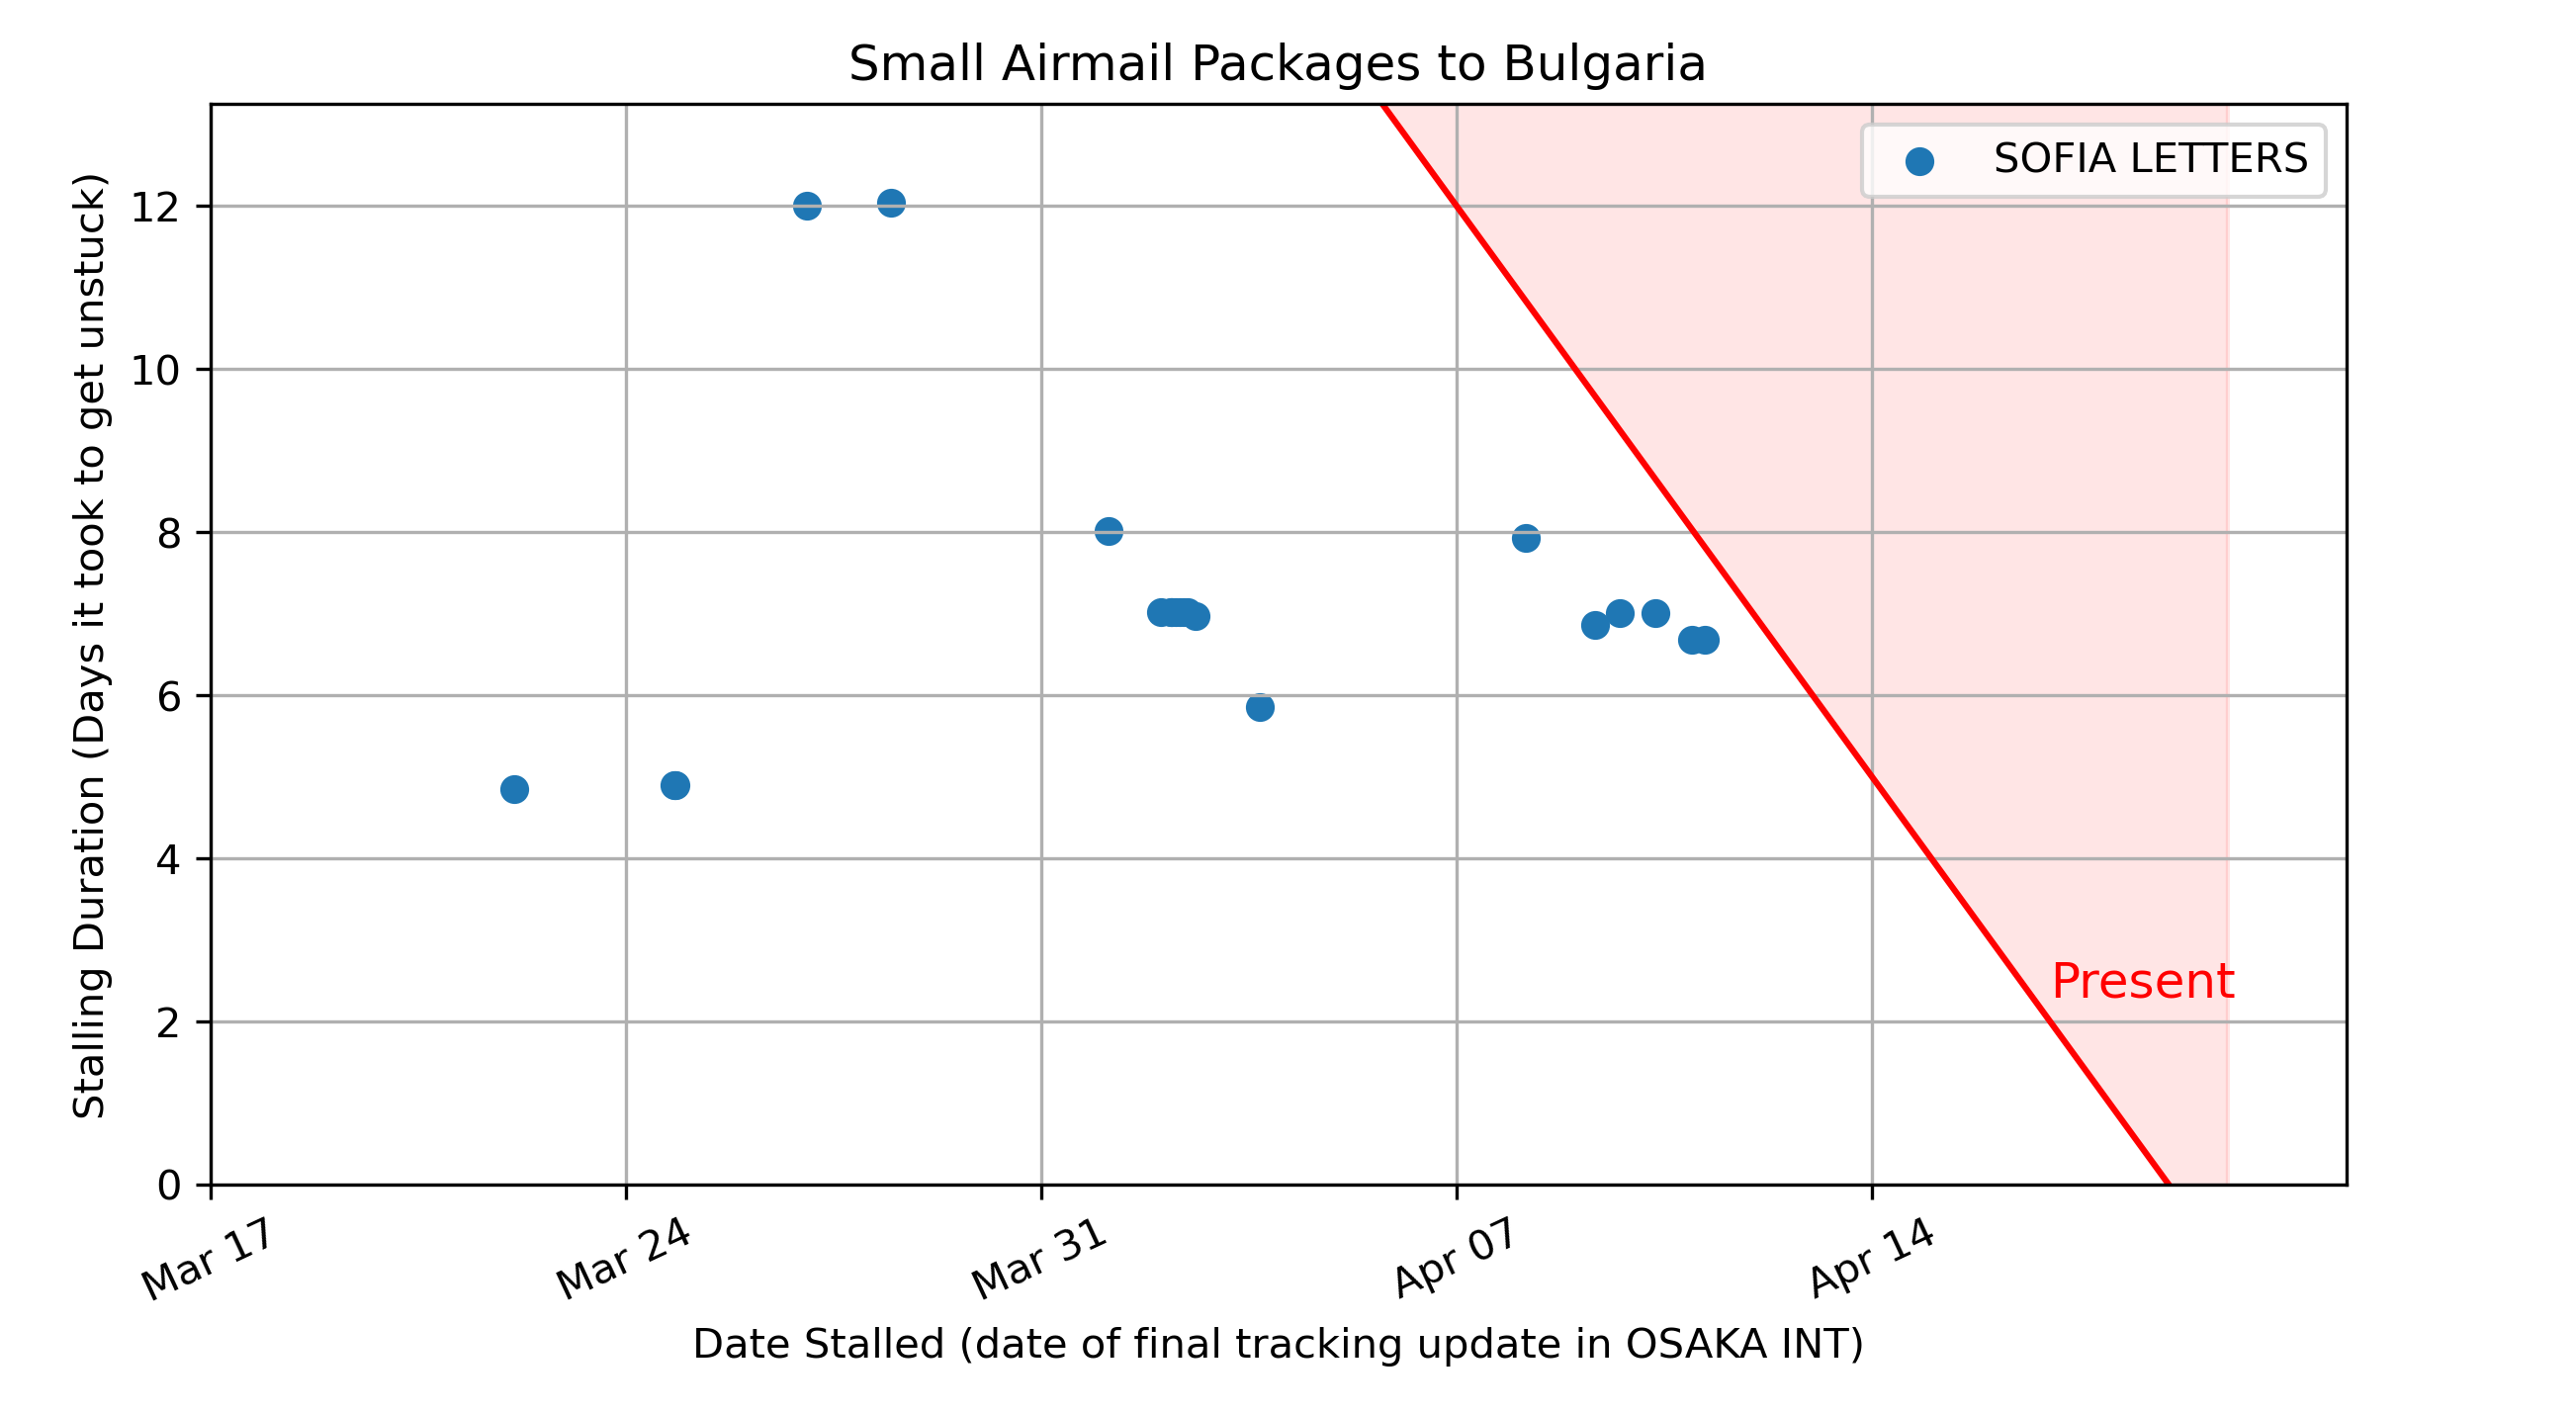 Small Airmail Packages to Bulgaria
SOFIA LETTERS
Stalling Duration (Days it took to get unstuck)
12
10
8
6
4
2
0
Present
Mar 17
Mar 24
Mar 31
Apr 07
Apr 14
Date Stalled (date of final tracking update in OSAKA INT)